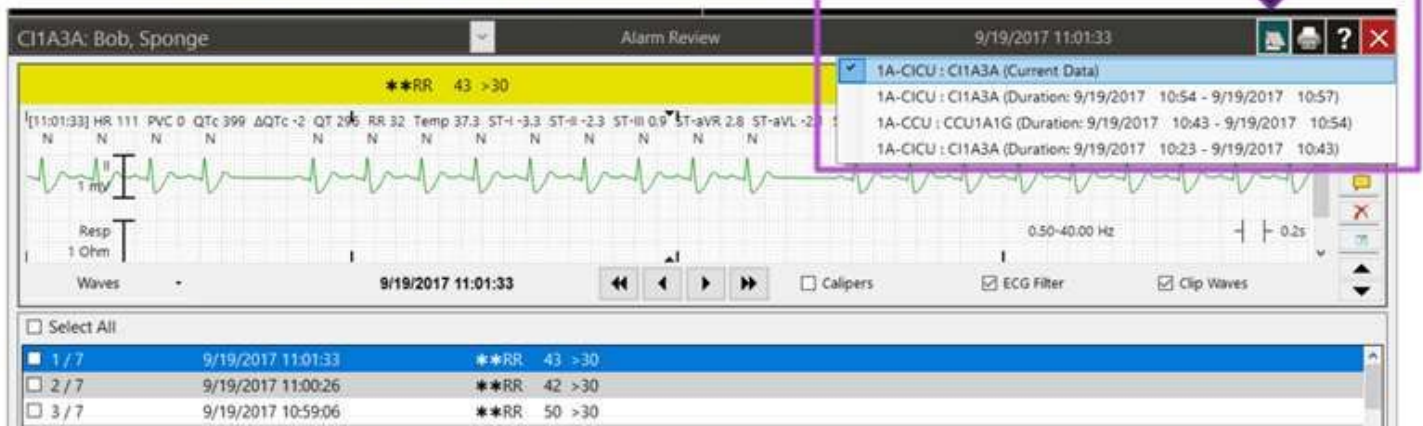 CI1A3A: Bob, Sponge Alarm Review 9/19/2017 11:01:33 ?
1A-CICU : CI1A3A (Current Data)
1A-CICU : CI1A3A (Duration: 9/19/2017 10:54 - 9/19/2017 10:57)
1A-CCU : CCU1A1G (Duration: 9/19/2017 10:43 - 9/19/2017 10:54)
1A-CICU : CI1A3A (Duration: 9/19/2017 10:23 - 9/19/2017 10:43)
**RR 43 >30
[11:01:33] HR 111 PVC 0 QTc 399 ΔQTc -2 QT 296 RR 32 Temp 37.3 ST-I -3.3 ST-II -2.3 ST-III 0.9 ST-aVR 2.8 ST-aVL
N N N N N N N N N N N N
II
1 mV
Resp
1 Ohm
0.50-40.00 Hz 0.2s
Waves 9/19/2017 11:01:33 Calipers ECG Filter Clip Waves
Select All
1 / 7 9/19/2017 11:01:33 **RR 43 >30
2 / 7 9/19/2017 11:00:26 **RR 42 >30
3 / 7 9/19/2017 10:59:06 **RR 50 >30